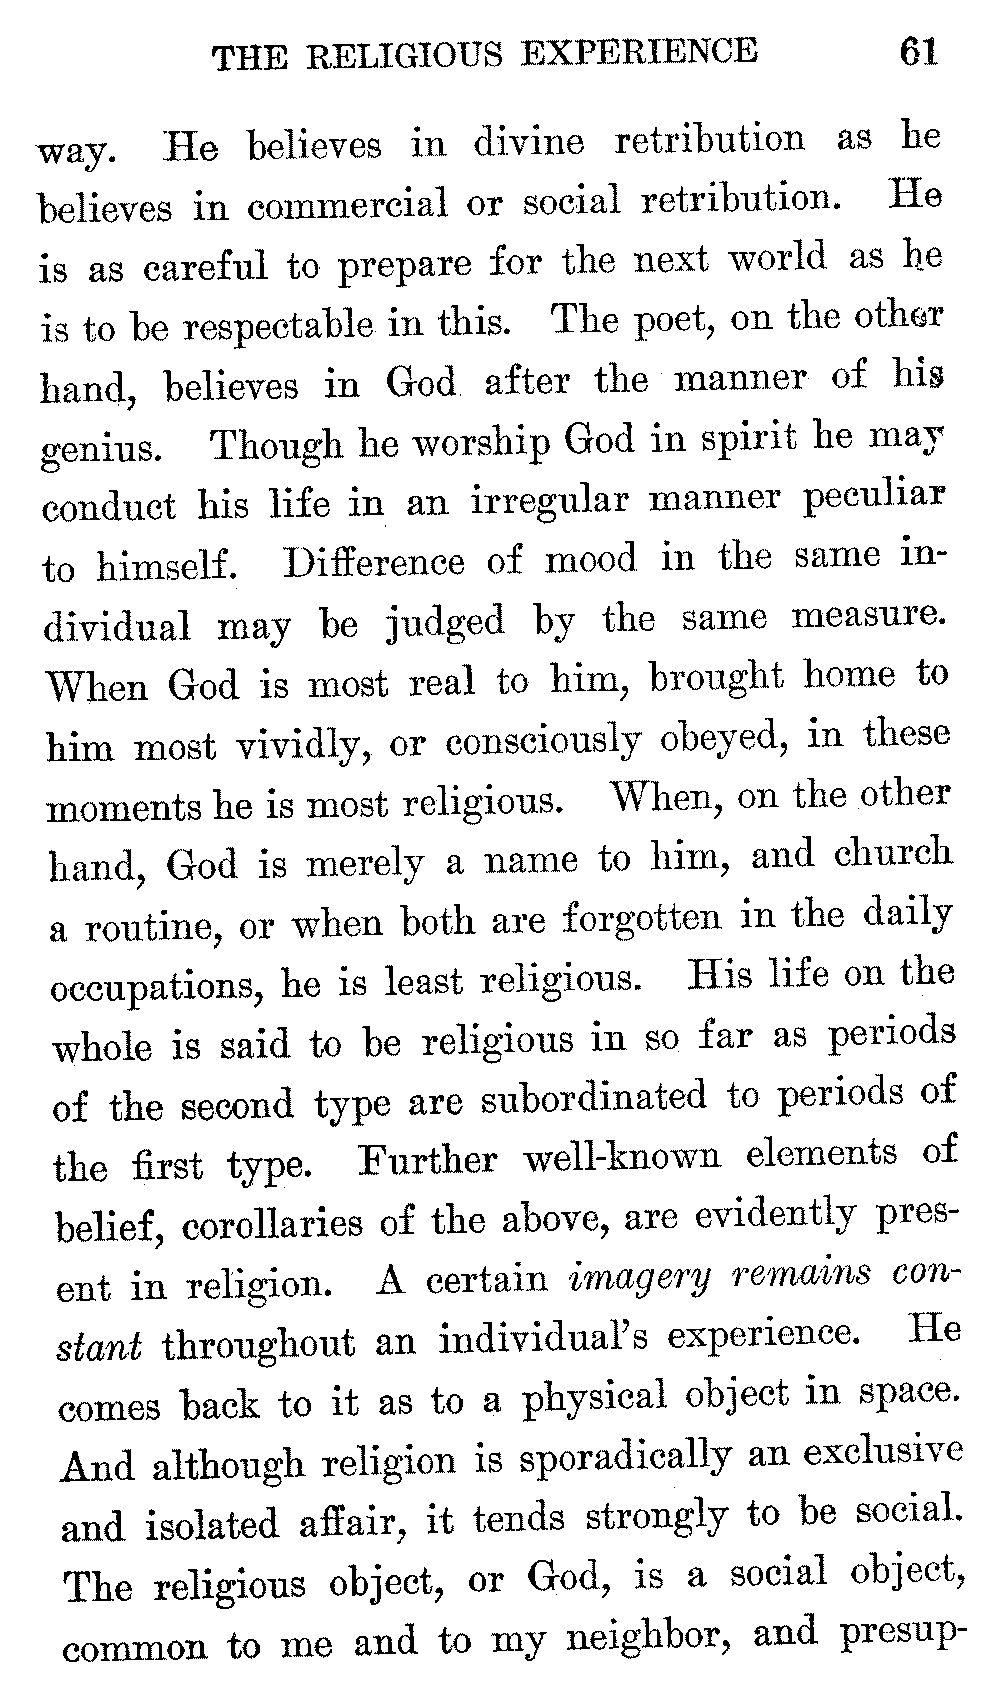 THE RELIGIOUS EXPERIENCE 61
way. He believes in divine retribution as he
believes in commercial or social retribution. He
is as careful to prepare for the next world as he
is to be respectable in this. The poet, on the other
hand, believes in God after the manner of his
genius. Though he worship God in spirit he may
conduct his life in an irregular manner peculiar
to himself. Difference of mood in the same in-
dividual may be judged by the same measure.
When God is most real to him, brought home to
him most vividly, or consciously obeyed, in these
moments he is most religious. When, on the other
hand, God is merely a name to him, and church
a routine, or when both are forgotten in the daily
occupations, he is least religious. His life on the
whole is said to be religious in so far as periods
of the second type are subordinated to periods of
the first type. Further well-known elements of
belief, corollaries of the above, are evidently pres-
ent in religion. A certain imagery remains con-
stant throughout an individual's experience. He
comes back to it as to a physical object in space.
And although religion is sporadically an exclusive
and isolated affair, it tends strongly to be social.
The religious object, or God, is a social object,
common to me and to my neighbor, and presup-